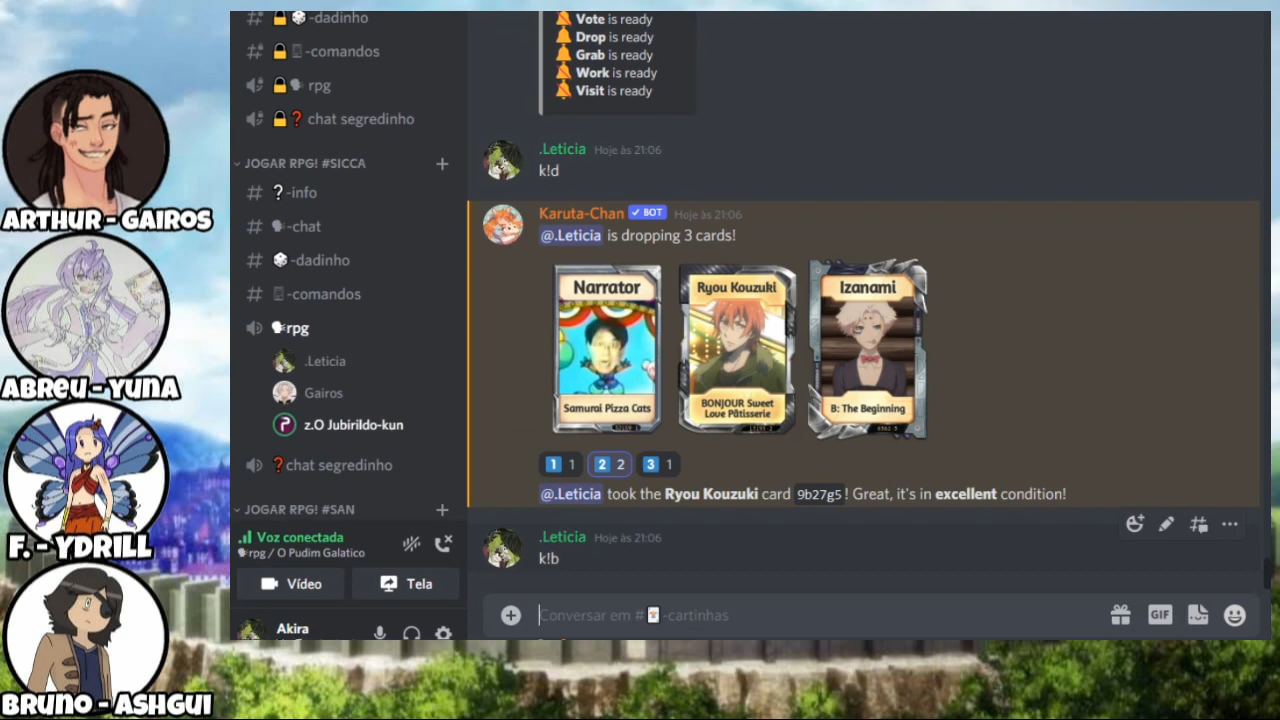 ARTHUR - GAIROS
ABREU - YUNA
F. - YDRILL
BRUNO - ASHGUI
-dadinho
-comandos
rpg
chat segredinho
JOGAR RPG! #SICCA
-info
-chat
-dadinho
-comandos
rpg
.Leticia
Gairos
z.O Jubirildo-kun
chat segredinho
JOGAR RPG! #SAN
Voz conectada
rpg / O Pudim Galatico
Vídeo
Tela
Akira
Vote is ready
Drop is ready
Grab is ready
Work is ready
Visit is ready
.Leticia Hoje às 21:06
k!d
Karuta-Chan BOT Hoje às 21:06
@.Leticia is dropping 3 cards!
Narrator
Samurai Pizza Cats
Ryou Kouzuki
BONJOUR Sweet
Love Pâtisserie
Izanami
B: The Beginning
1 1 2 2 3 1
@.Leticia took the Ryou Kouzuki card 9b27g5! Great, it's in excellent condition!
.Leticia Hoje às 21:06
k!b
Conversar em #-cartinhas
GIF